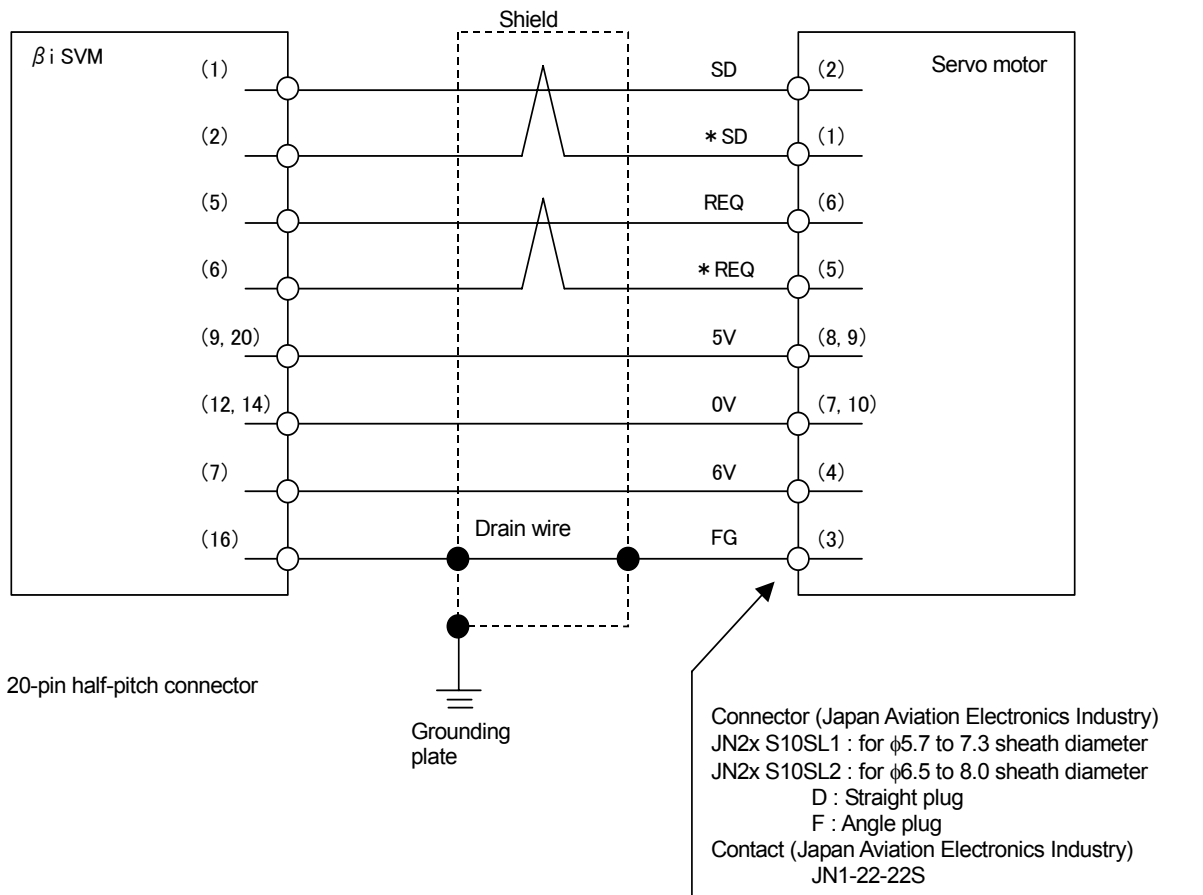 Shield
βi SVM
Servo motor
(1) SD (2)
(2) *SD (1)
(5) REQ (6)
(6) *REQ (5)
(9, 20) 5V (8, 9)
(12, 14) 0V (7, 10)
(7) 6V (4)
Drain wire
(16) FG (3)
20-pin half-pitch connector
Grounding
plate
Connector (Japan Aviation Electronics Industry)
JN2x S10SL1 : for ϕ5.7 to 7.3 sheath diameter
JN2x S10SL2 : for ϕ6.5 to 8.0 sheath diameter
D : Straight plug
F : Angle plug
Contact (Japan Aviation Electronics Industry)
JN1-22-22S